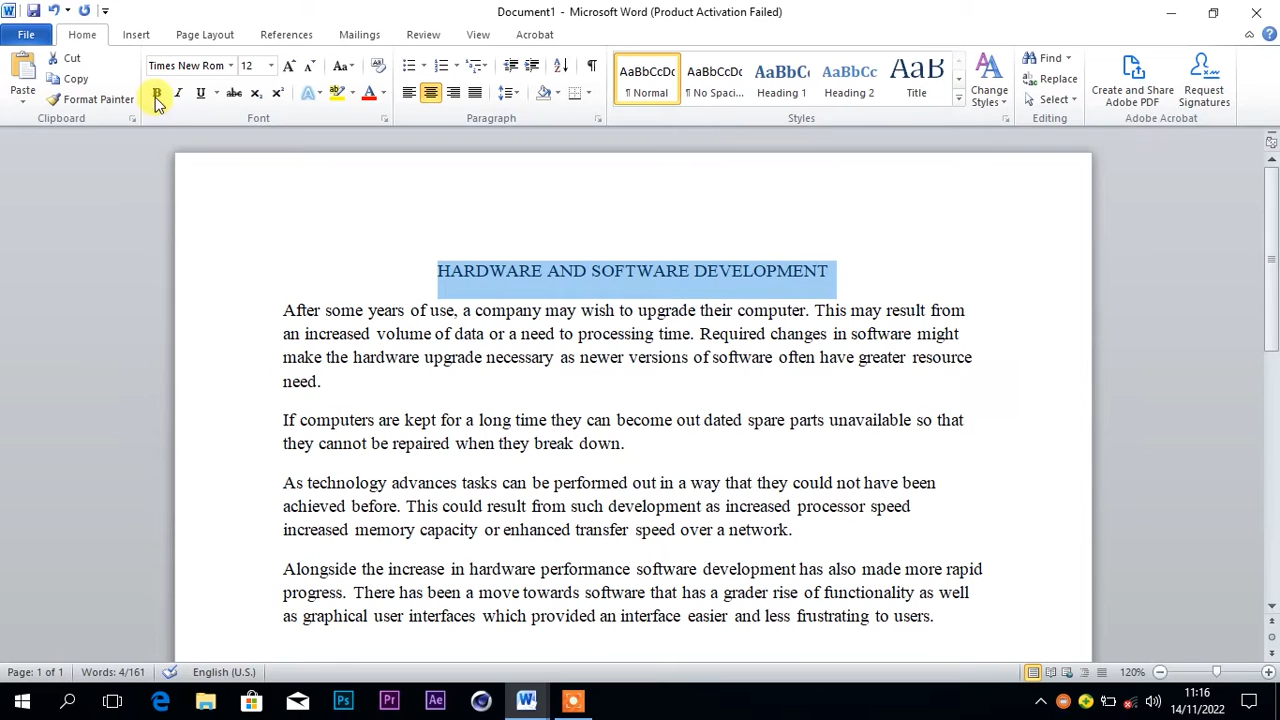 Document1 - Microsoft Word (Product Activation Failed)
File Home Insert Page Layout References Mailings Review View Acrobat
Paste
Cut
Copy
Format Painter
Clipboard
Times New Rom 12
Aa
B I U abc x₂ x² A ab A
Font
Paragraph
AaBbCcDc AaBbCcDc AaBbCc AaBbCc AaB
¶ Normal ¶ No Spaci... Heading 1 Heading 2 Title
Change Styles
Styles
Find
Replace
Select
Editing
Create and Share Adobe PDF
Request Signatures
Adobe Acrobat
HARDWARE AND SOFTWARE DEVELOPMENT
After some years of use, a company may wish to upgrade their computer. This may result from
an increased volume of data or a need to processing time. Required changes in software might
make the hardware upgrade necessary as newer versions of software often have greater resource
need.
If computers are kept for a long time they can become out dated spare parts unavailable so that
they cannot be repaired when they break down.
As technology advances tasks can be performed out in a way that they could not have been
achieved before. This could result from such development as increased processor speed
increased memory capacity or enhanced transfer speed over a network.
Alongside the increase in hardware performance software development has also made more rapid
progress. There has been a move towards software that has a grader rise of functionality as well
as graphical user interfaces which provided an interface easier and less frustrating to users.
Page: 1 of 1 Words: 4/161 English (U.S.) 120%
Ps Pr Ae
11:16
14/11/2022